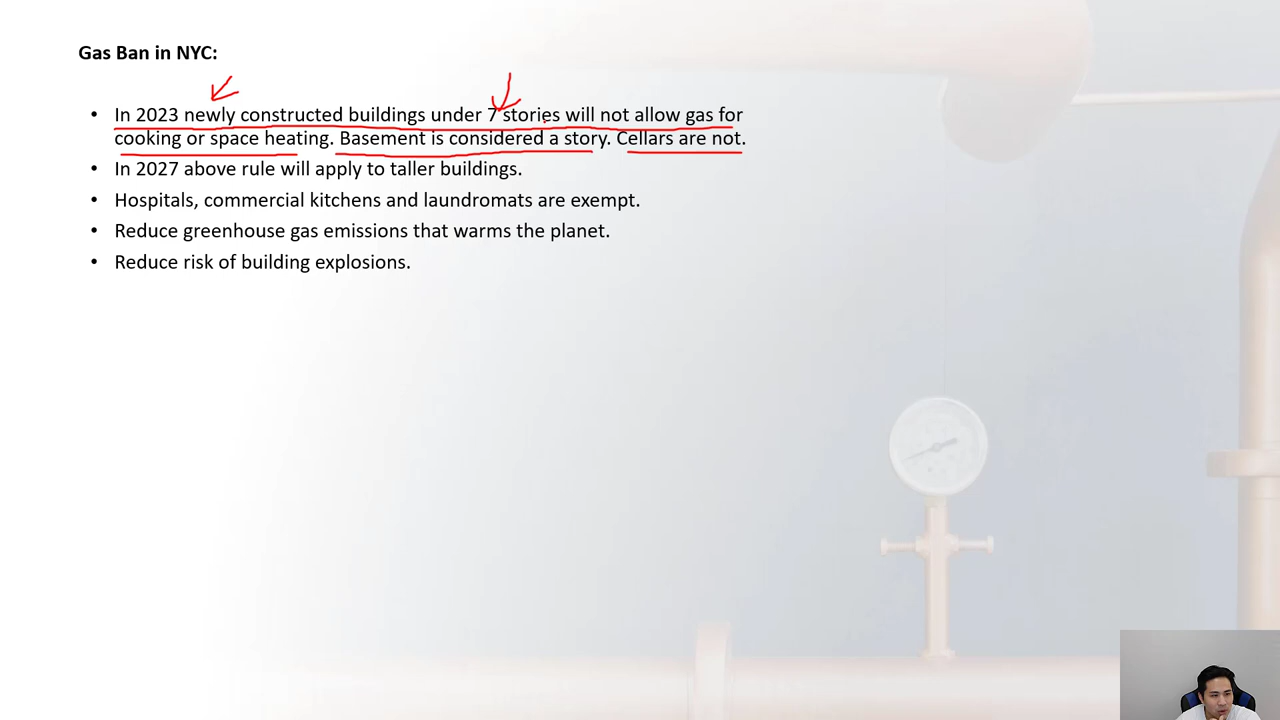 Gas Ban in NYC:
• In 2023 newly constructed buildings under 7 stories will not allow gas for
cooking or space heating. Basement is considered a story. Cellars are not.
• In 2027 above rule will apply to taller buildings.
• Hospitals, commercial kitchens and laundromats are exempt.
• Reduce greenhouse gas emissions that warms the planet.
• Reduce risk of building explosions.